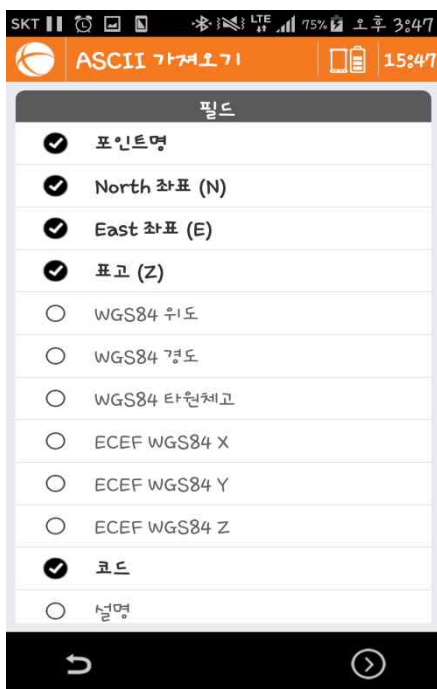 SKT LTE 75% 오후 3:47
ASCII 가져오기 15:47
필드
포인트명
North 좌표 (N)
East 좌표 (E)
표고 (Z)
WGS84 위도
WGS84 경도
WGS84 타원체고
ECEF WGS84 X
ECEF WGS84 Y
ECEF WGS84 Z
코드
설명